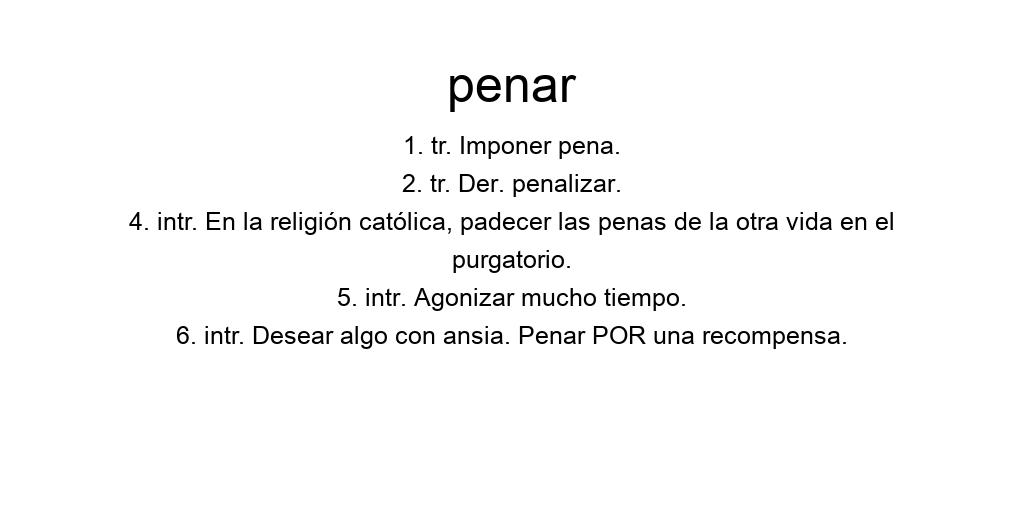 penar
1. tr. Imponer pena.
2. tr. Der. penalizar.
4. intr. En la religión católica, padecer las penas de la otra vida en el
purgatorio.
5. intr. Agonizar mucho tiempo.
6. intr. Desear algo con ansia. Penar POR una recompensa.